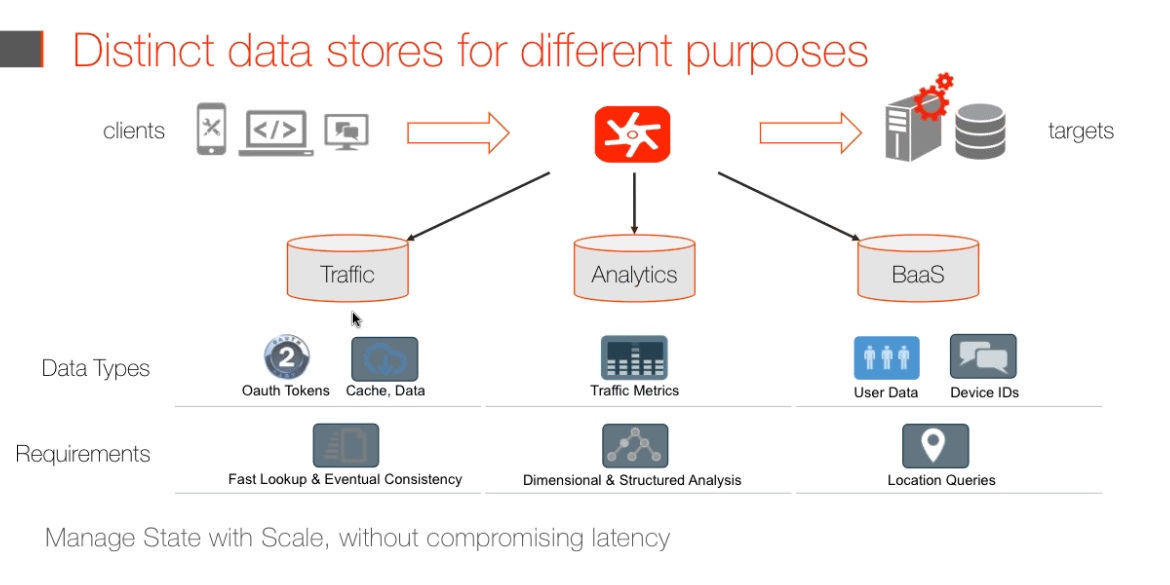 Distinct data stores for different purposes
clients
</>
targets
Traffic
Analytics
BaaS
Data Types
2
Oauth Tokens
Cache, Data
Traffic Metrics
User Data
Device IDs
Requirements
Fast Lookup & Eventual Consistency
Dimensional & Structured Analysis
Location Queries
Manage State with Scale, without compromising latency